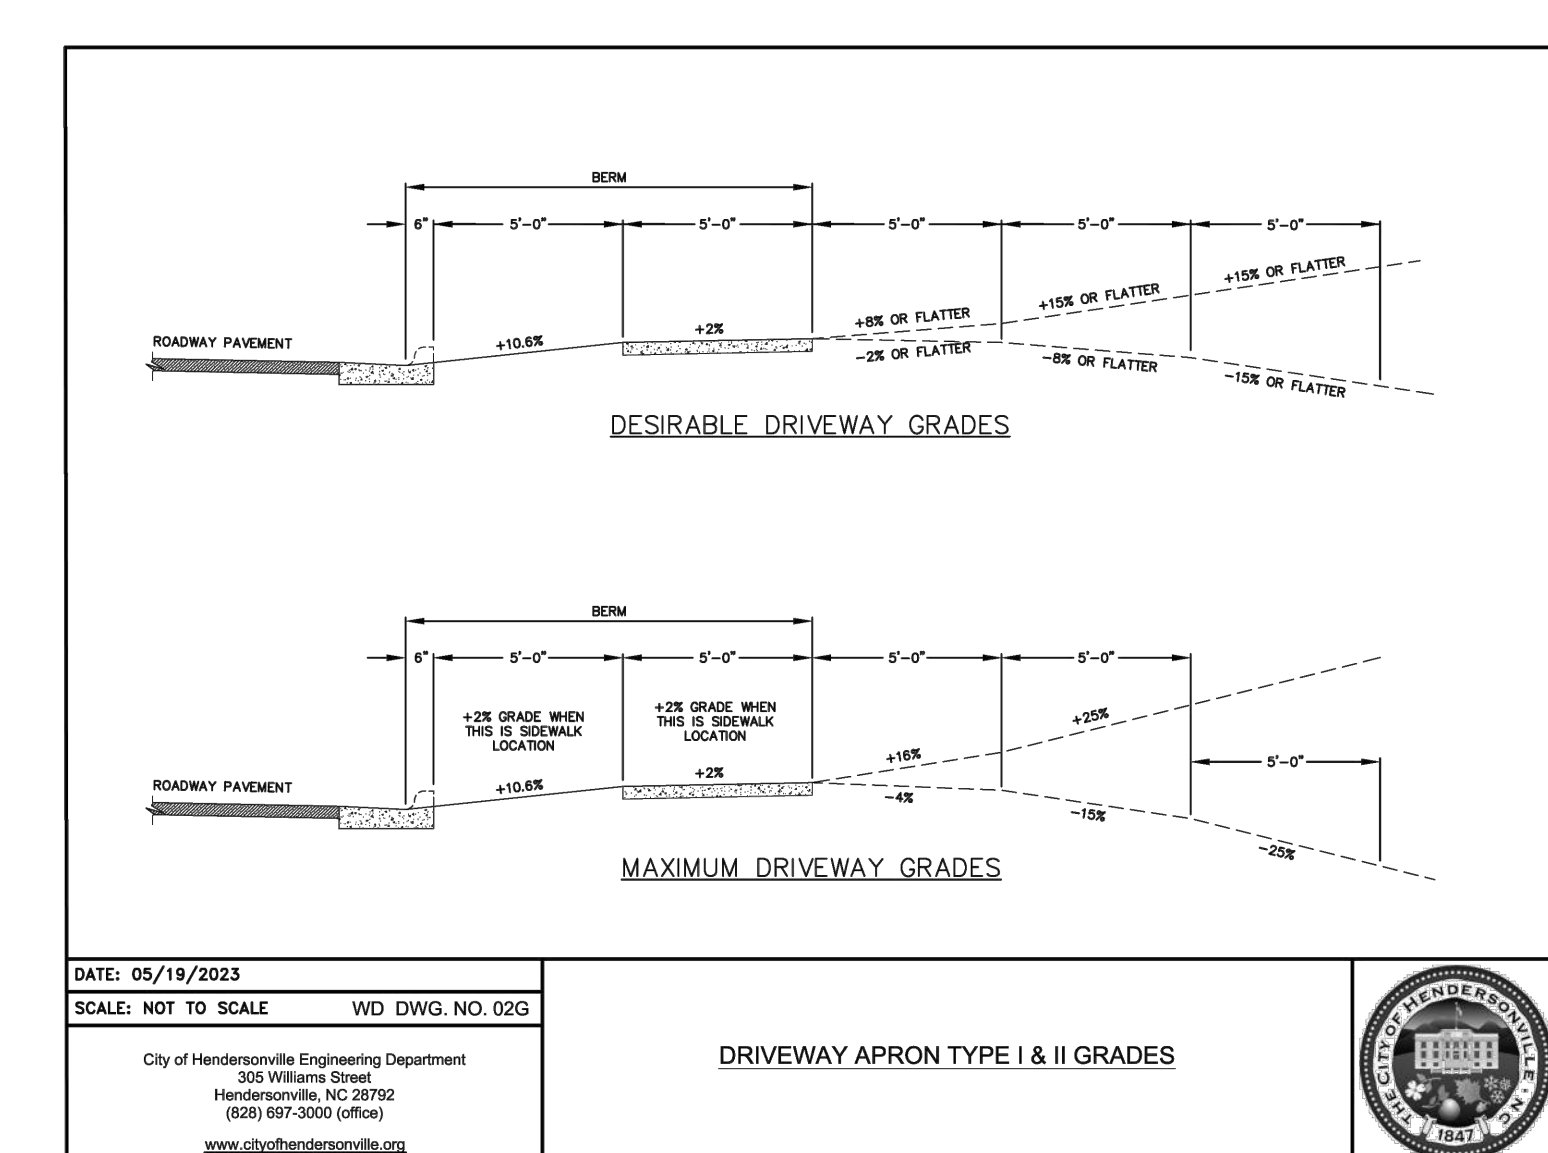 BERM
6" 5'-0" 5'-0" 5'-0" 5'-0" 5'-0"
+15% OR FLATTER
+15% OR FLATTER
+8% OR FLATTER
+2%
+10.6%
ROADWAY PAVEMENT
-2% OR FLATTER
-8% OR FLATTER
-15% OR FLATTER
DESIRABLE DRIVEWAY GRADES
BERM
6" 5'-0" 5'-0" 5'-0" 5'-0"
+2% GRADE WHEN
THIS IS SIDEWALK
LOCATION
+2% GRADE WHEN
THIS IS SIDEWALK
LOCATION
+25%
+16%
5'-0"
+2%
+10.6%
ROADWAY PAVEMENT
-4%
-15%
-25%
MAXIMUM DRIVEWAY GRADES
DATE: 05/19/2023
SCALE: NOT TO SCALE WD DWG. NO. 02G
City of Hendersonville Engineering Department
305 Williams Street
Hendersonville, NC 28792
(828) 697-3000 (office)
www.cityofhendersonville.org
DRIVEWAY APRON TYPE I & II GRADES
THE CITY OF HENDERSONVILLE, NC
1847